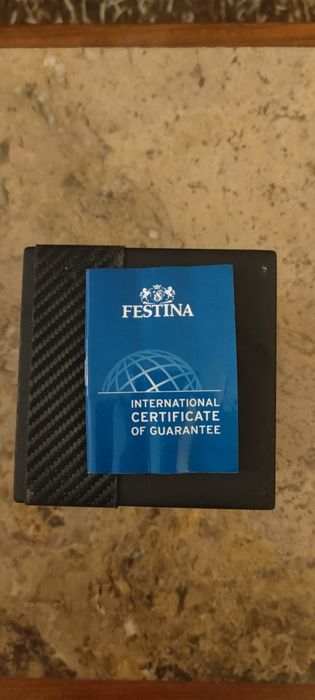 FESTINA
INTERNATIONAL
CERTIFICATE
OF GUARANTEE